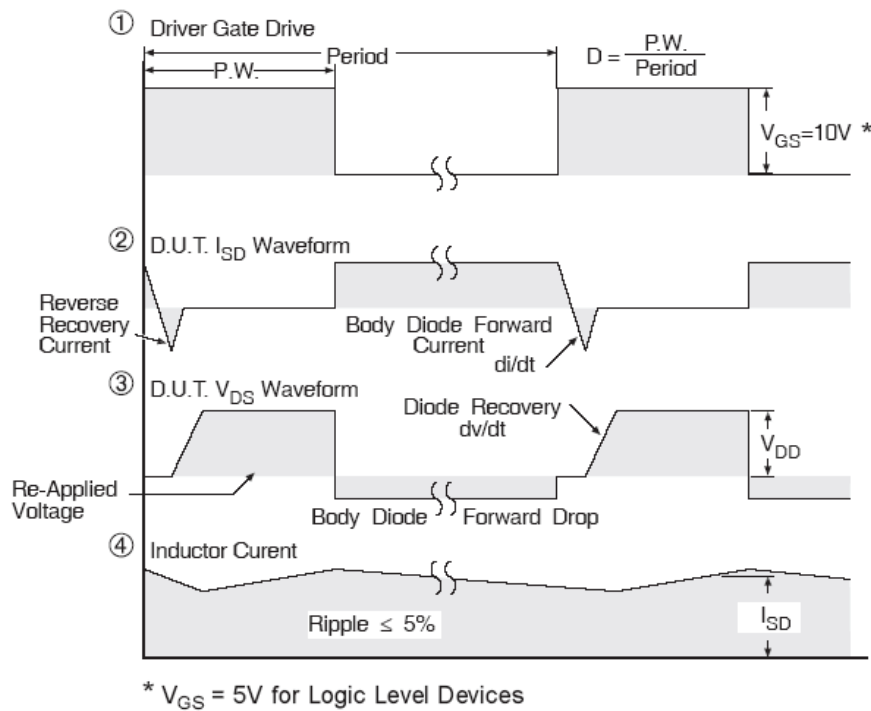 ① Driver Gate Drive
Period
P.W.
D = P.W. / Period
V_GS=10V *
② D.U.T. I_SD Waveform
Reverse
Recovery
Current
Body Diode Forward
Current
di/dt
③ D.U.T. V_DS Waveform
Diode Recovery
dv/dt
V_DD
Re-Applied
Voltage
Body Diode Forward Drop
④ Inductor Curent
Ripple ≤ 5%
I_SD
* V_GS = 5V for Logic Level Devices